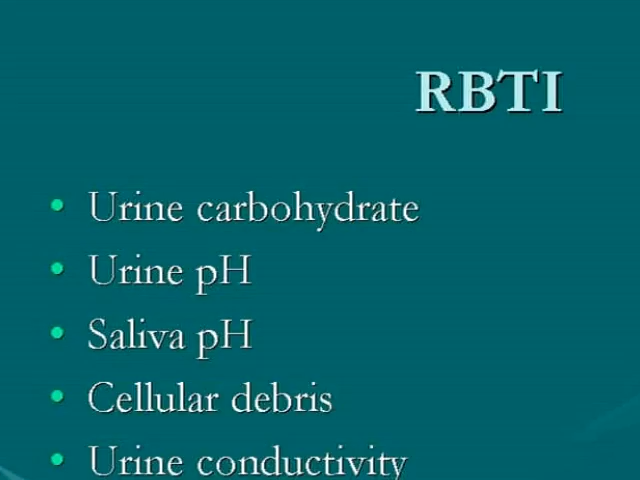 RBTI
• Urine carbohydrate
• Urine pH
• Saliva pH
• Cellular debris
• Urine conductivity